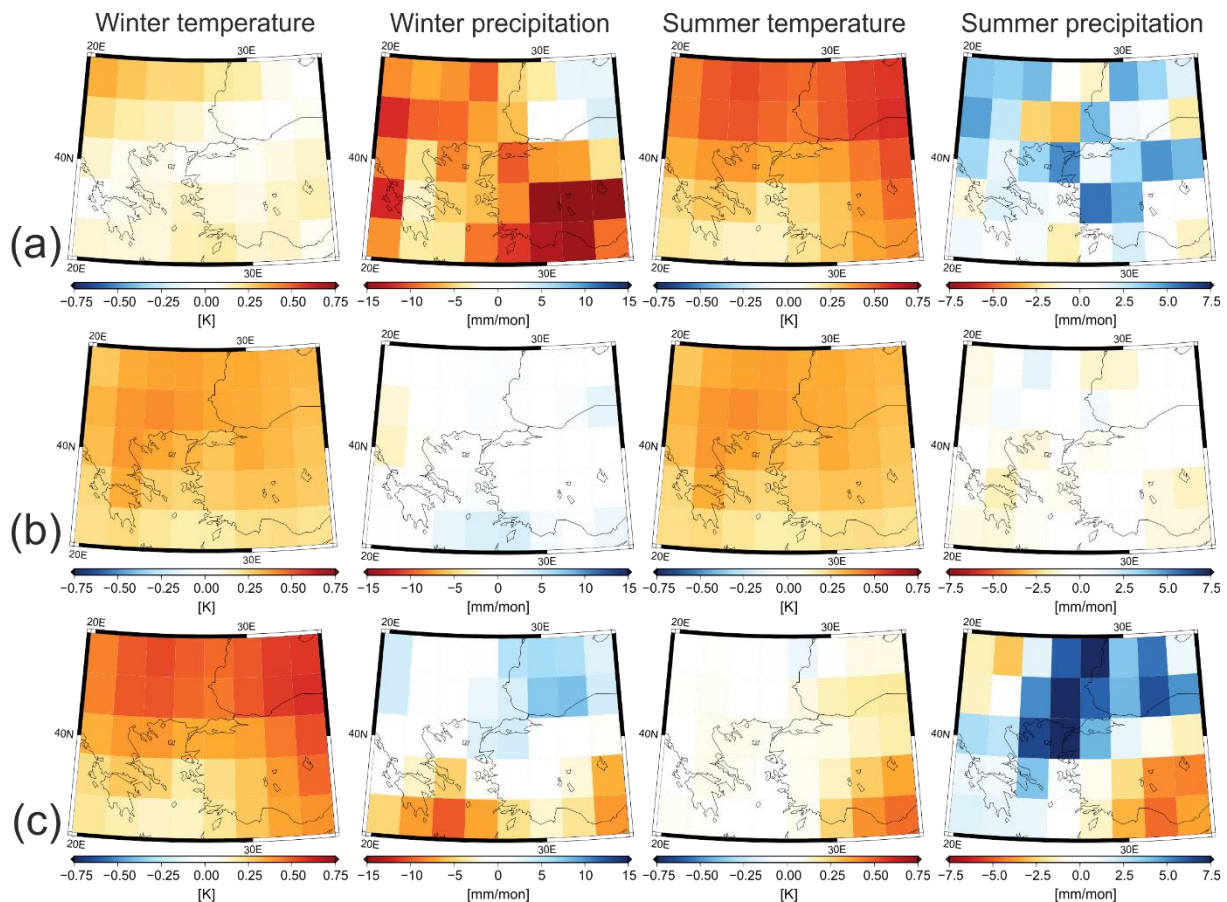 Winter temperature Winter precipitation Summer temperature Summer precipitation
20E 30E 20E 30E 20E 30E 20E 30E
40N 40N 40N 40N
(a)
20E 30E 20E 30E 20E 30E 20E 30E
−0.75 −0.50 −0.25 0.00 0.25 0.50 0.75 −15 −10 −5 0 5 10 15 −0.75 −0.50 −0.25 0.00 0.25 0.50 0.75 −7.5 −5.0 −2.5 0.0 2.5 5.0 7.5
[K] [mm/mon] [K] [mm/mon]
20E 30E 20E 30E 20E 30E 20E 30E
40N 40N 40N 40N
(b)
20E 30E 20E 30E 20E 30E 20E 30E
−0.75 −0.50 −0.25 0.00 0.25 0.50 0.75 −15 −10 −5 0 5 10 15 −0.75 −0.50 −0.25 0.00 0.25 0.50 0.75 −7.5 −5.0 −2.5 0.0 2.5 5.0 7.5
[K] [mm/mon] [K] [mm/mon]
20E 30E 20E 30E 20E 30E 20E 30E
40N 40N 40N 40N
(c)
20E 30E 20E 30E 20E 30E 20E 30E
−0.75 −0.50 −0.25 0.00 0.25 0.50 0.75 −15 −10 −5 0 5 10 15 −0.75 −0.50 −0.25 0.00 0.25 0.50 0.75 −7.5 −5.0 −2.5 0.0 2.5 5.0 7.5
[K] [mm/mon] [K] [mm/mon]